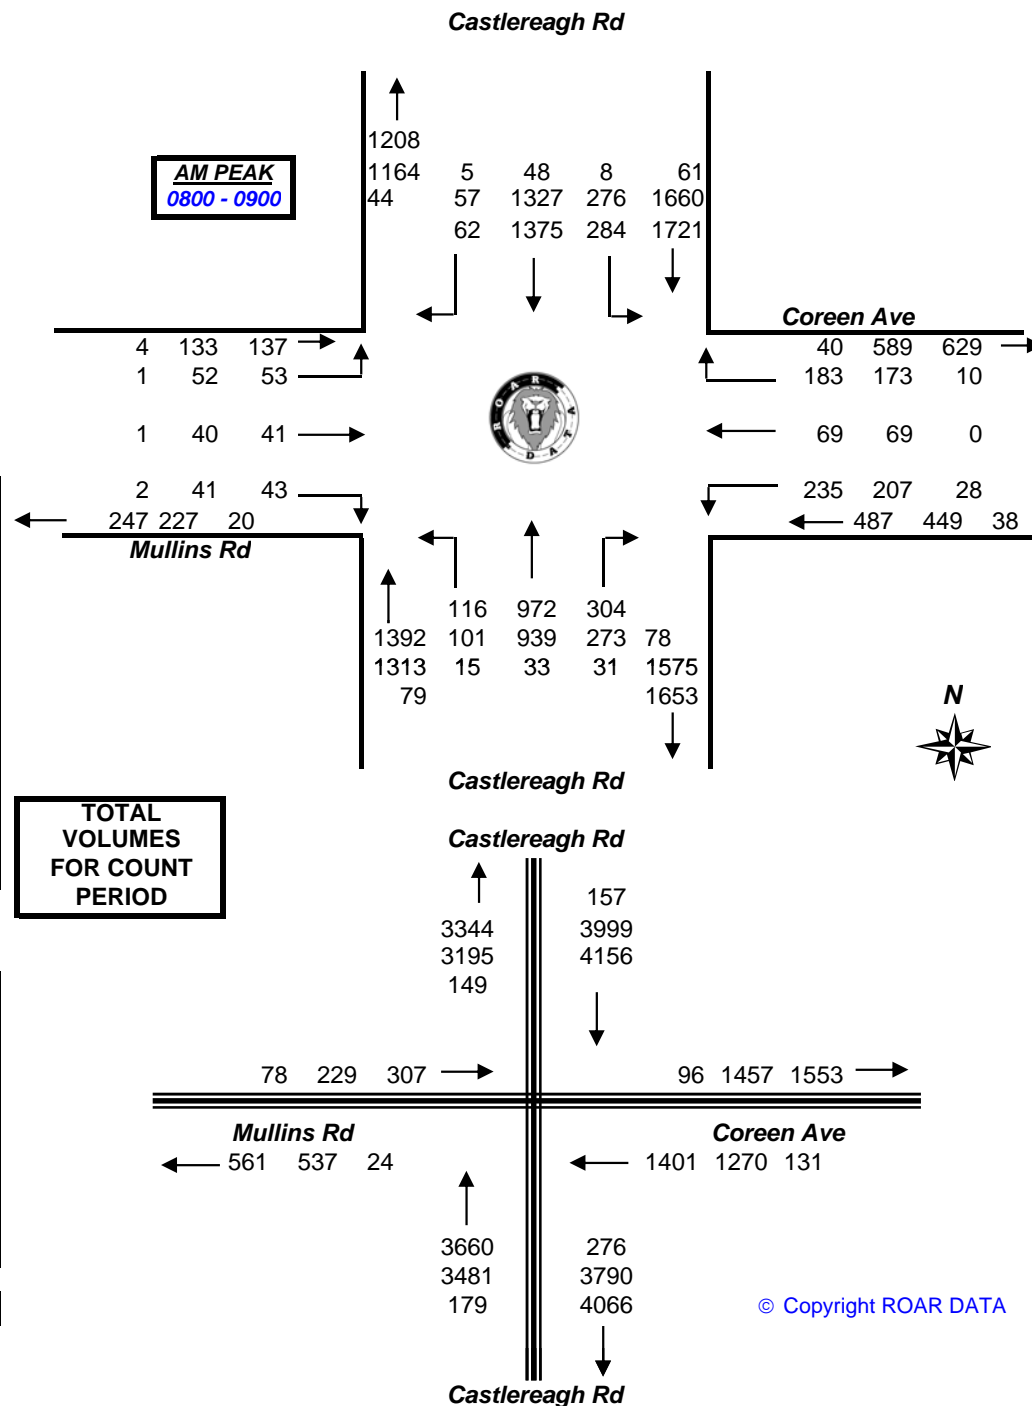 Castlereagh Rd
1208
AM PEAK 1164 5 48 8 61
0800 - 0900 44 57 1327 276 1660
62 1375 284 1721
Coreen Ave
4 133 137 40 589 629
1 52 53 183 173 10
ROAR DATA
1 40 41 69 69 0
2 41 43 235 207 28
247 227 20 487 449 38
Mullins Rd
116 972 304
1392 101 939 273 78
1313 15 33 31 1575
79 1653
N
Castlereagh Rd
TOTAL
VOLUMES
FOR COUNT
PERIOD
Castlereagh Rd
157
3344 3999
3195 4156
149
78 229 307 96 1457 1553
Mullins Rd Coreen Ave
561 537 24 1401 1270 131
3660 276
3481 3790
179 4066
© Copyright ROAR DATA
Castlereagh Rd